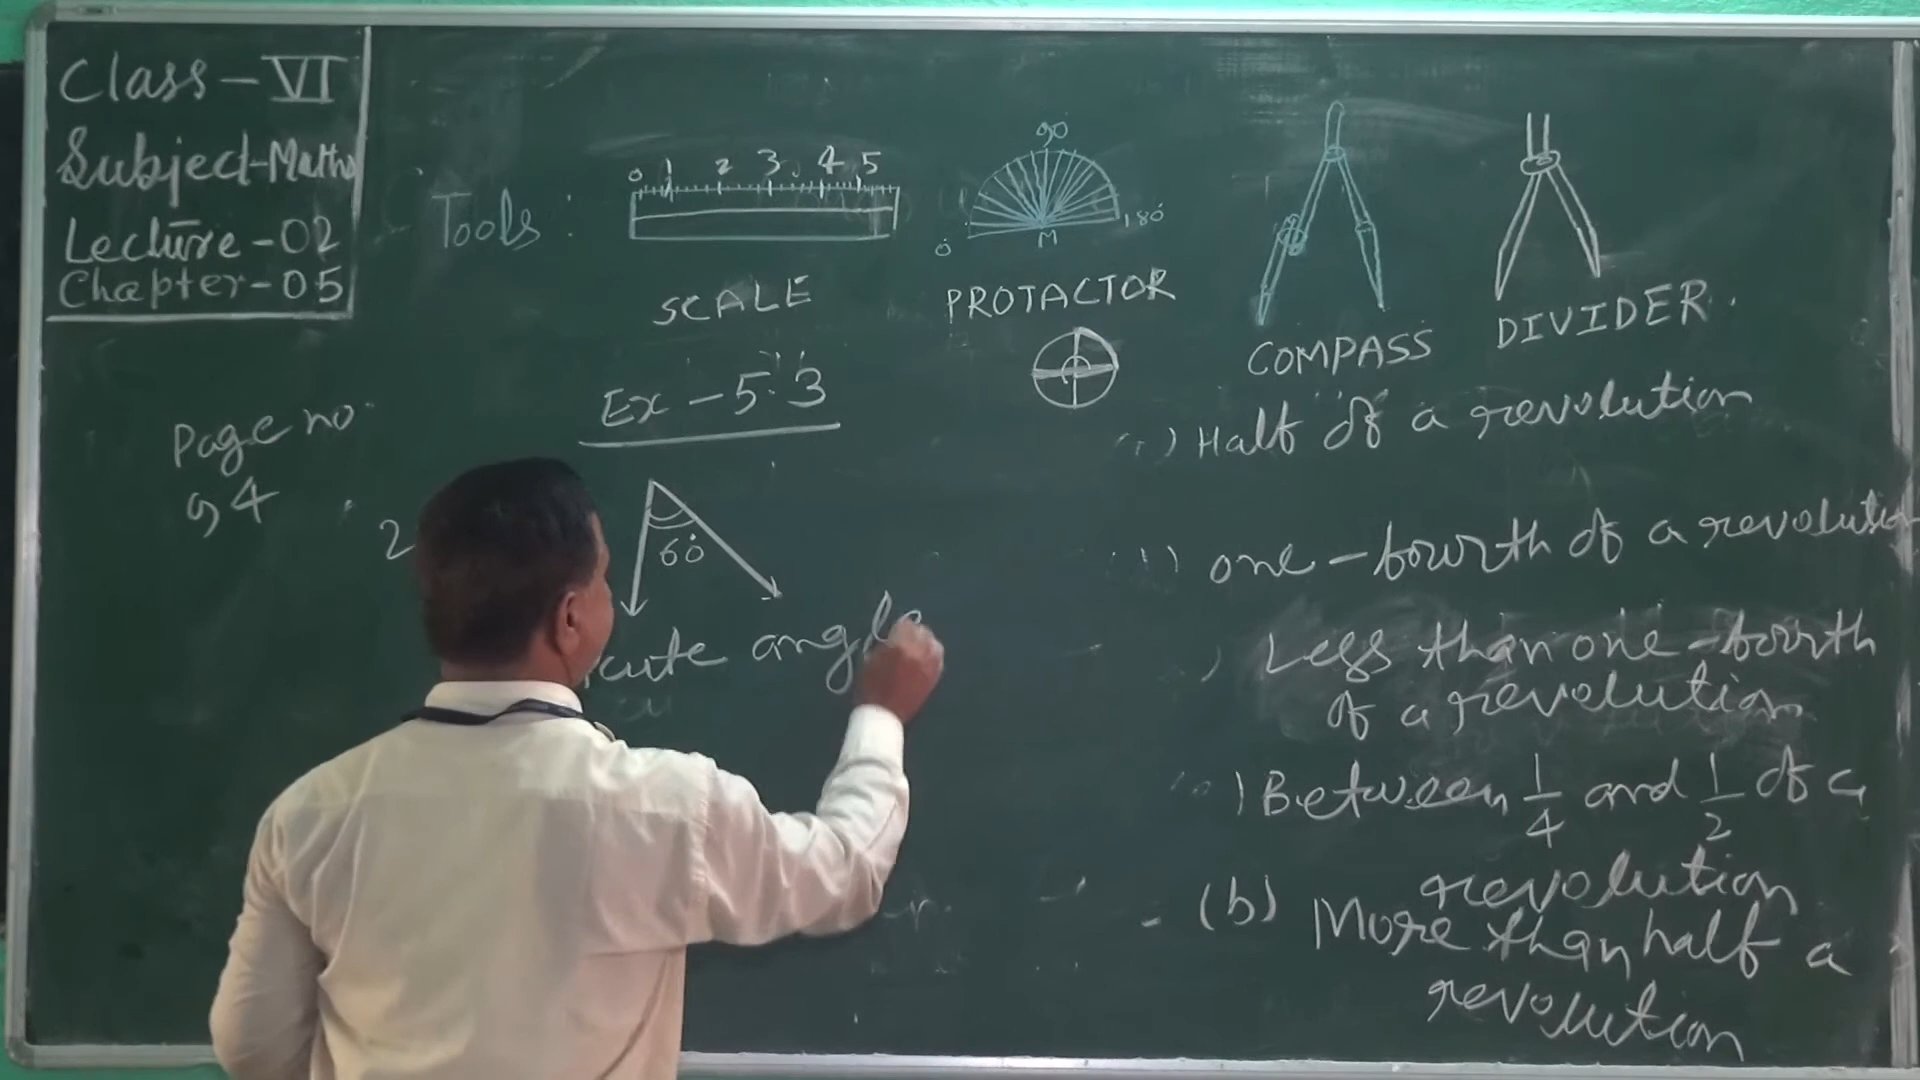 Class - VI
Subject - Maths
Lecture - 02
Chapter - 05
Tools :
0 1 2 3 4 5
SCALE
90
0° 180°
M
PROTACTOR
COMPASS
DIVIDER.
Ex - 5.3
Page no.
94
2
60°
cute angle
) Half of a revolution
) one-fourth of a revolution
) Less than one-fourth
of a revolution
) Between 1/4 and 1/2 of a
revolution
(b) More than half a
revolution